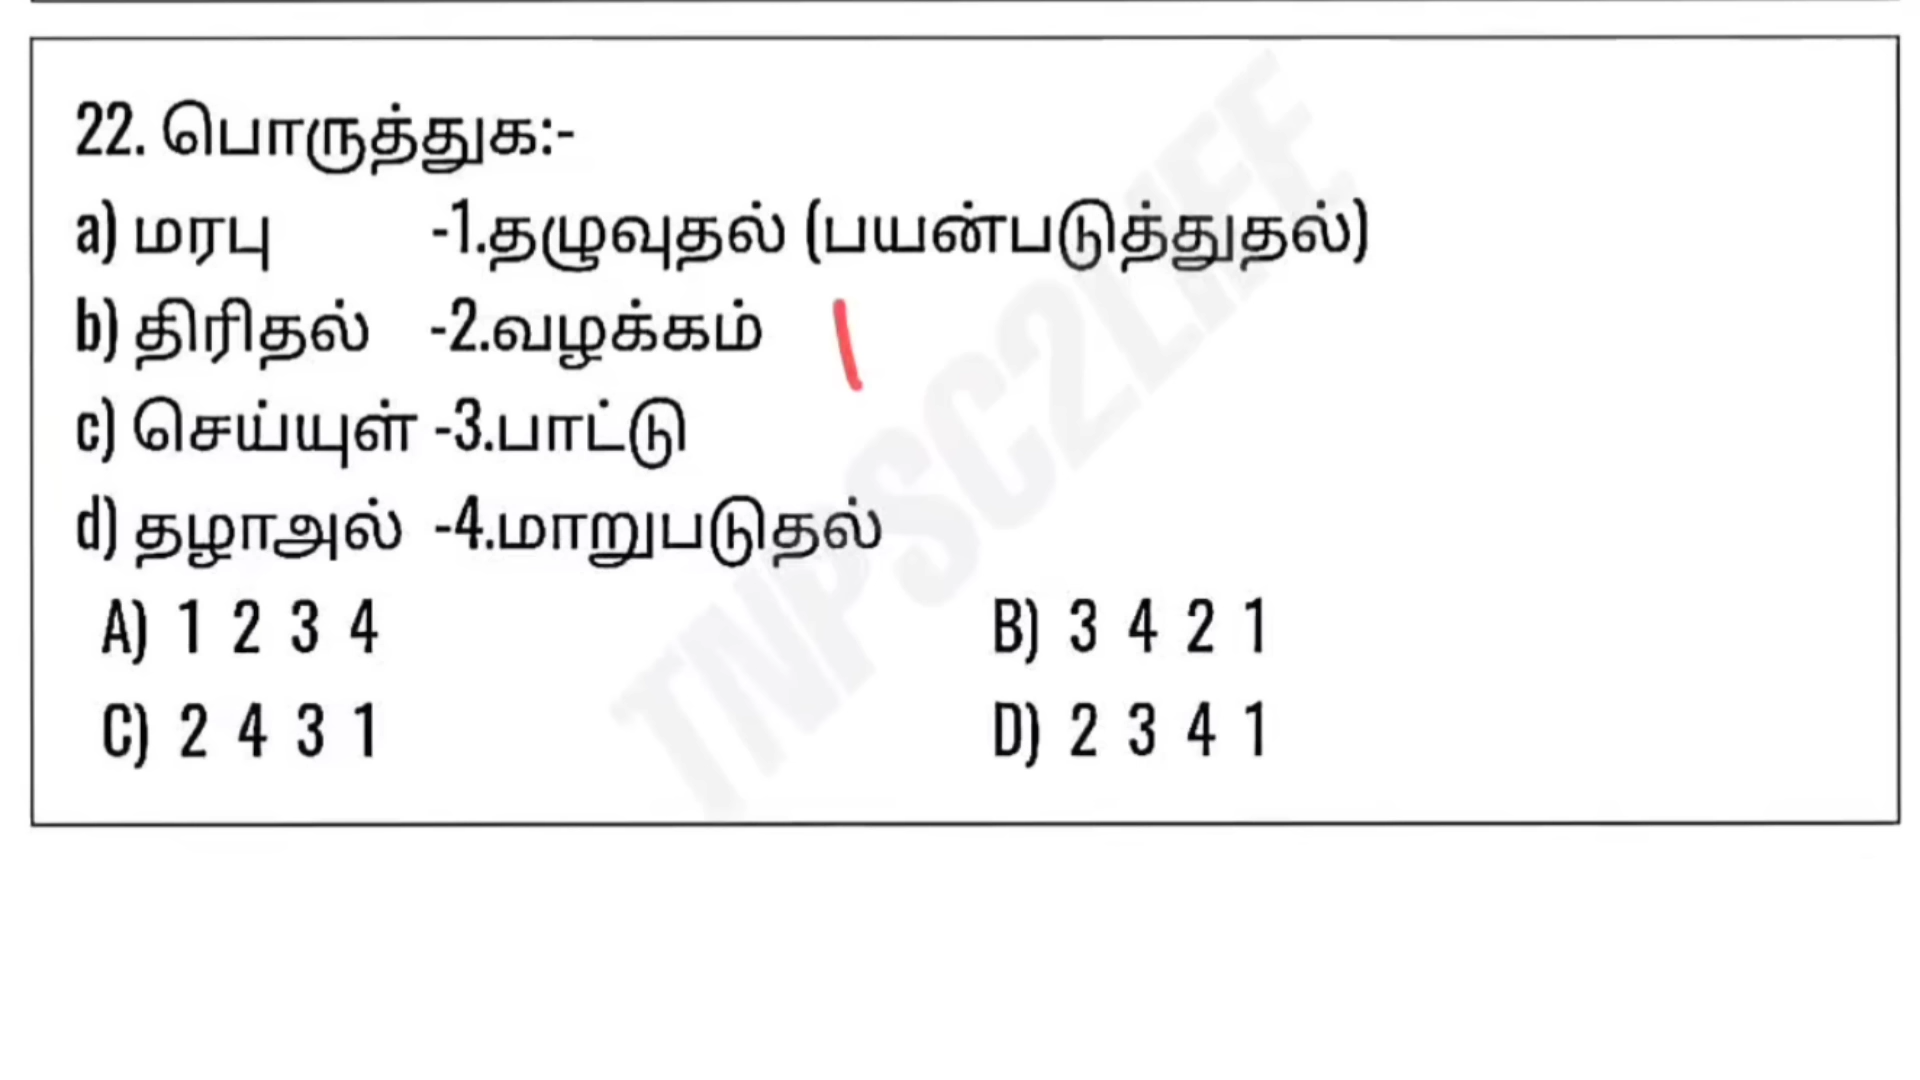 22. பொருத்துக:-
a) மரபு -1.தழுவுதல் (பயன்படுத்துதல்)
b) திரிதல் -2.வழக்கம்
c) செய்யுள் -3.பாட்டு
d) தழாஅல் -4.மாறுபடுதல்
A) 1 2 3 4 B) 3 4 2 1
C) 2 4 3 1 D) 2 3 4 1
TNPSC2LIFE